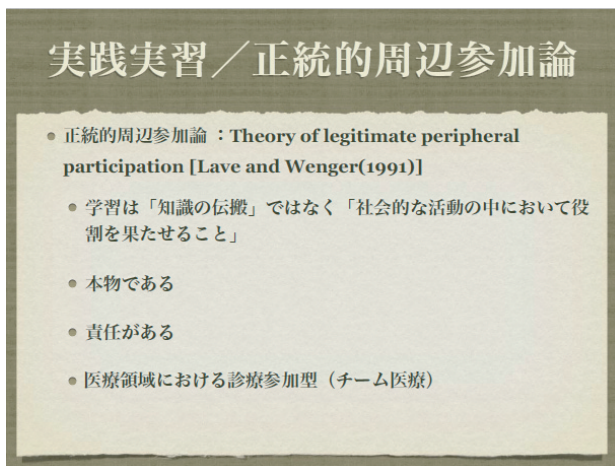 実践実習／正統的周辺参加論
正統的周辺参加論 ：Theory of legitimate peripheral
participation [Lave and Wenger(1991)]
学習は「知識の伝搬」ではなく「社会的な活動の中において役
割を果たせること」
本物である
責任がある
医療領域における診療参加型（チーム医療）